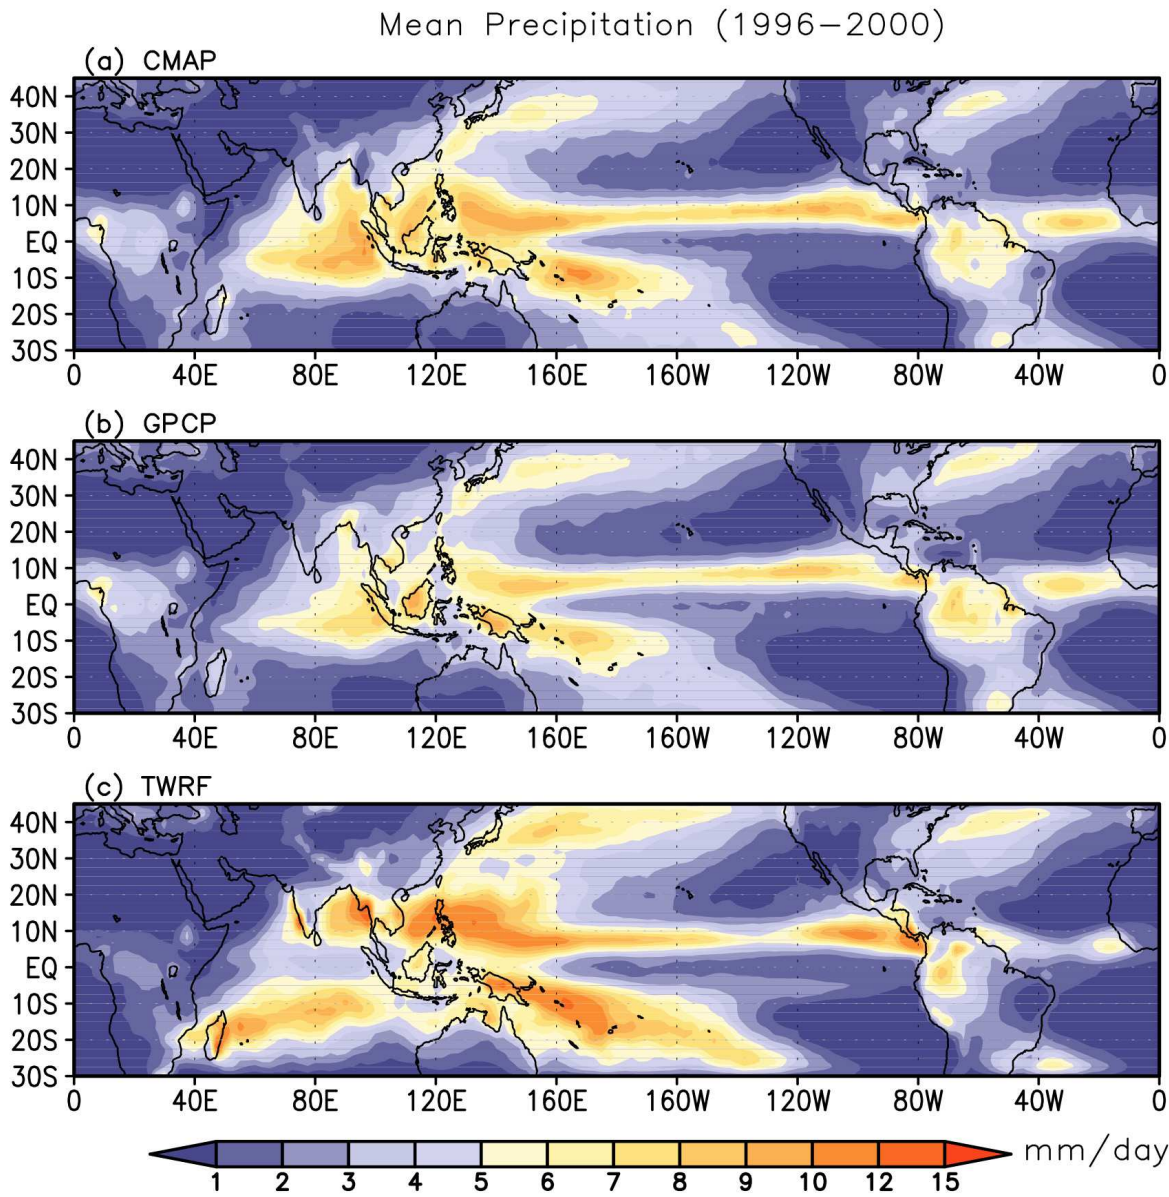 Mean Precipitation (1996−2000)
(a) CMAP
40N
30N
20N
10N
EQ
10S
20S
30S
0 40E 80E 120E 160E 160W 120W 80W 40W 0
(b) GPCP
40N
30N
20N
10N
EQ
10S
20S
30S
0 40E 80E 120E 160E 160W 120W 80W 40W 0
(c) TWRF
40N
30N
20N
10N
EQ
10S
20S
30S
0 40E 80E 120E 160E 160W 120W 80W 40W 0
mm/day
1 2 3 4 5 6 7 8 9 10 12 15